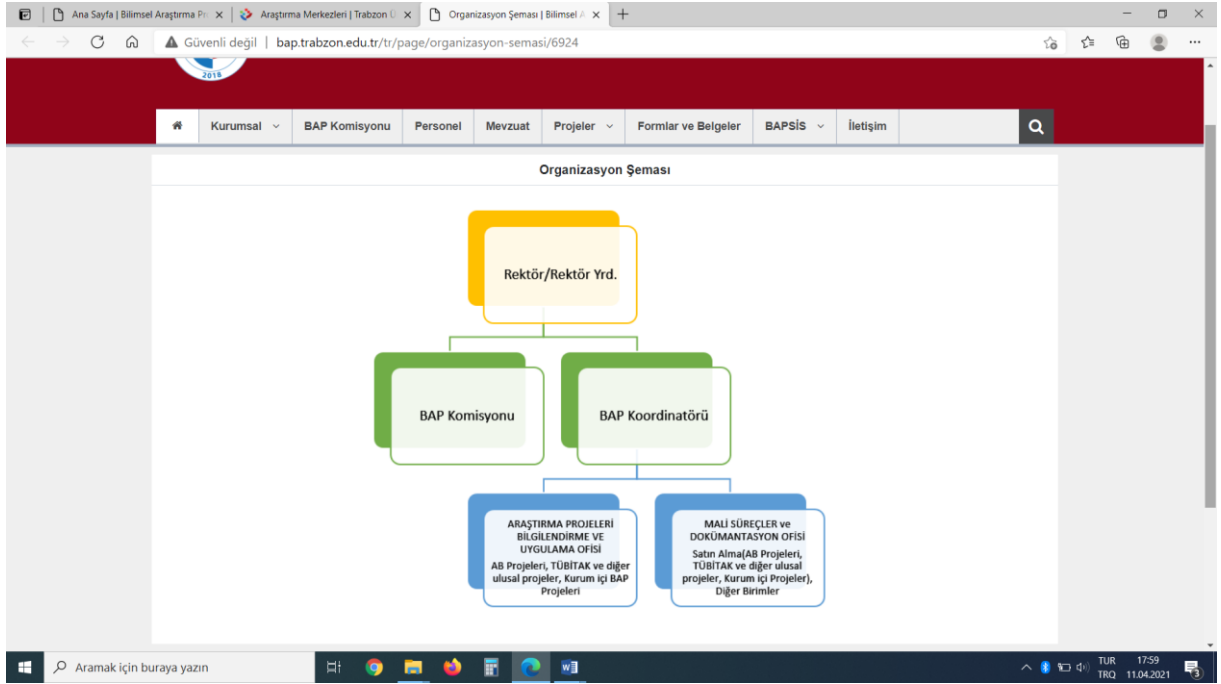 Ana Sayfa | Bilimsel Araştırma Pr
Araştırma Merkezleri | Trabzon Ü
Organizasyon Şeması | Bilimsel A
Güvenli değil | bap.trabzon.edu.tr/tr/page/organizasyon-semasi/6924
2018
Kurumsal BAP Komisyonu Personel Mevzuat Projeler Formlar ve Belgeler BAPSİS İletişim
Organizasyon Şeması
Rektör/Rektör Yrd.
BAP Komisyonu
BAP Koordinatörü
ARAŞTIRMA PROJELERİ
BİLGİLENDİRME VE
UYGULAMA OFİSİ
AB Projeleri, TÜBİTAK ve diğer
ulusal projeler, Kurum içi BAP
Projeleri
MALİ SÜREÇLER ve
DOKÜMANTASYON OFİSİ
Satın Alma(AB Projeleri,
TÜBİTAK ve diğer ulusal
projeler, Kurum içi Projeler),
Diğer Birimler
Aramak için buraya yazın
TUR 17:59
TRQ 11.04.2021
3